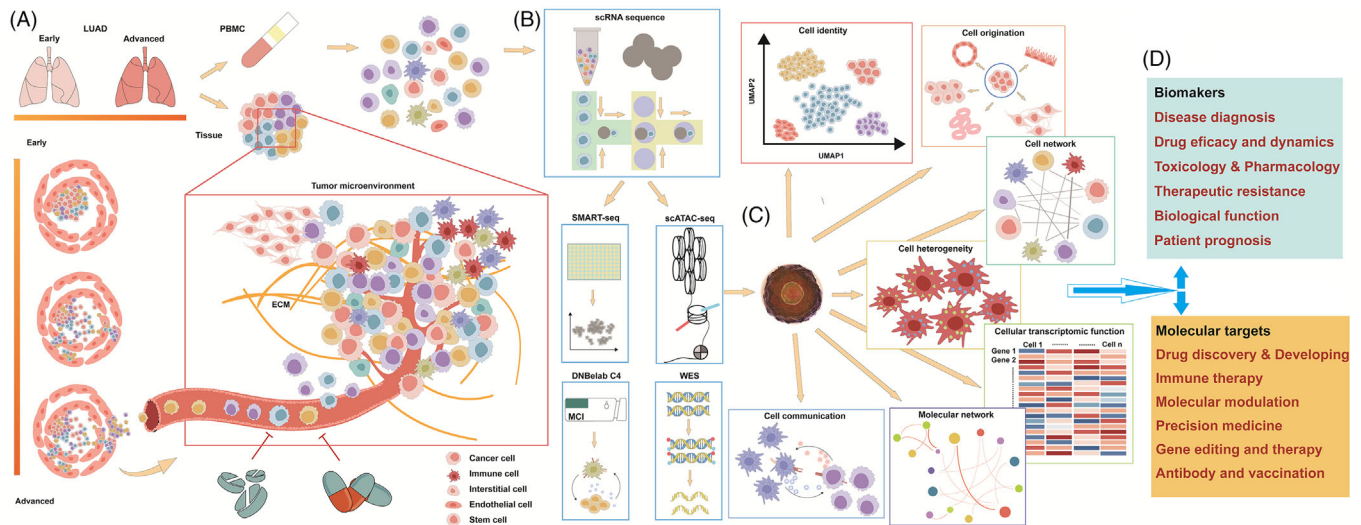 (A)
LUAD
Early
Advanced
PBMC
Tissue
Early
Advanced
Tumor microenvironment
ECM
Cancer cell
Immune cell
Interstitial cell
Endothelial cell
Stem cell
(B)
scRNA sequence
SMART-seq
scATAC-seq
DNBelab C4
MCI
WES
(C)
Cell identity
UMAP2
UMAP1
Cell origination
Cell network
Cell heterogeneity
Cellular transcriptomic function
Cell 1 ........ ........ Cell n
Gene 1
Gene 2
Cell communication
Molecular network
(D)
Biomakers
Disease diagnosis
Drug eficacy and dynamics
Toxicology & Pharmacology
Therapeutic resistance
Biological function
Patient prognosis
Molecular targets
Drug discovery & Developing
Immune therapy
Molecular modulation
Precision medicine
Gene editing and therapy
Antibody and vaccination